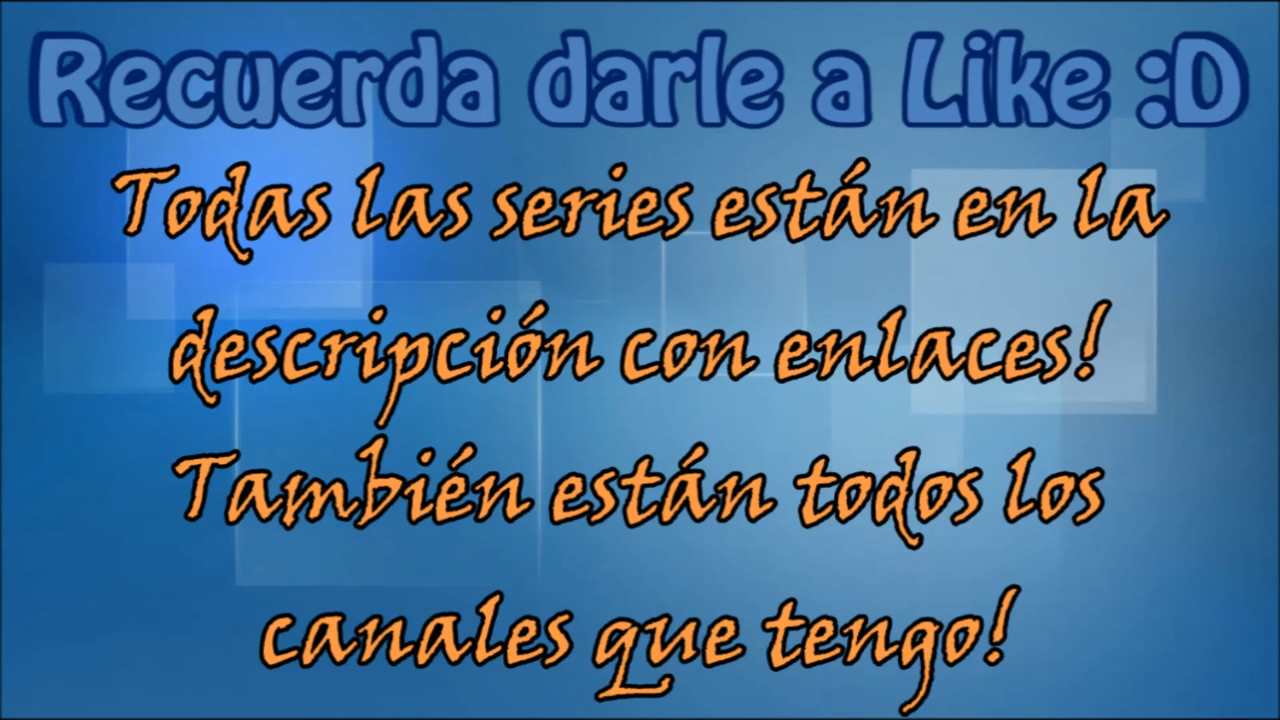 Recuerda darle a Like :D
Todas las series están en la
descripción con enlaces!
También están todos los
canales que tengo!